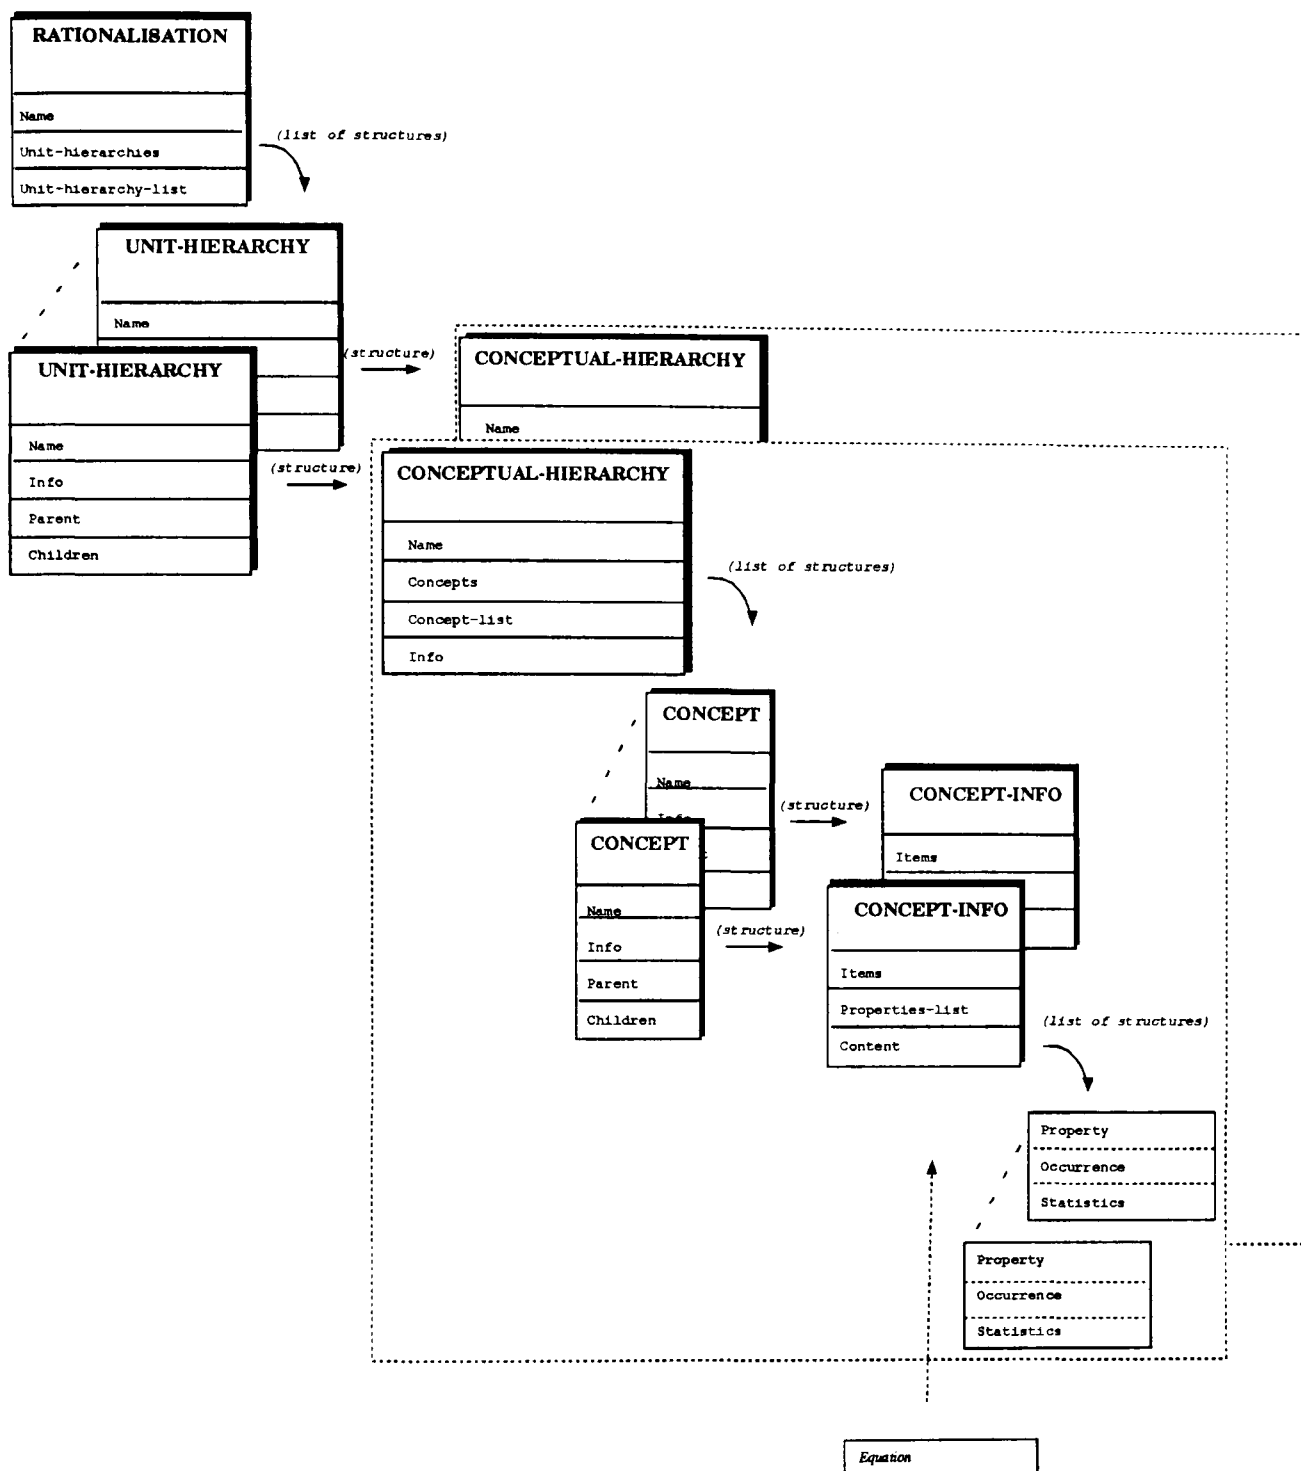 RATIONALISATION
Name
Unit-hierarchies
Unit-hierarchy-list
(list of structures)
UNIT-HIERARCHY
Name
(structure)
UNIT-HIERARCHY
Name
Info
Parent
Children
(structure)
CONCEPTUAL-HIERARCHY
Name
CONCEPTUAL-HIERARCHY
Name
Concepts
Concept-list
Info
(list of structures)
CONCEPT
Name
Info
(structure)
CONCEPT
Name
Info
Parent
Children
(structure)
CONCEPT-INFO
Items
CONCEPT-INFO
Items
Properties-list
Content
(list of structures)
Property
Occurrence
Statistics
Property
Occurrence
Statistics
Equation